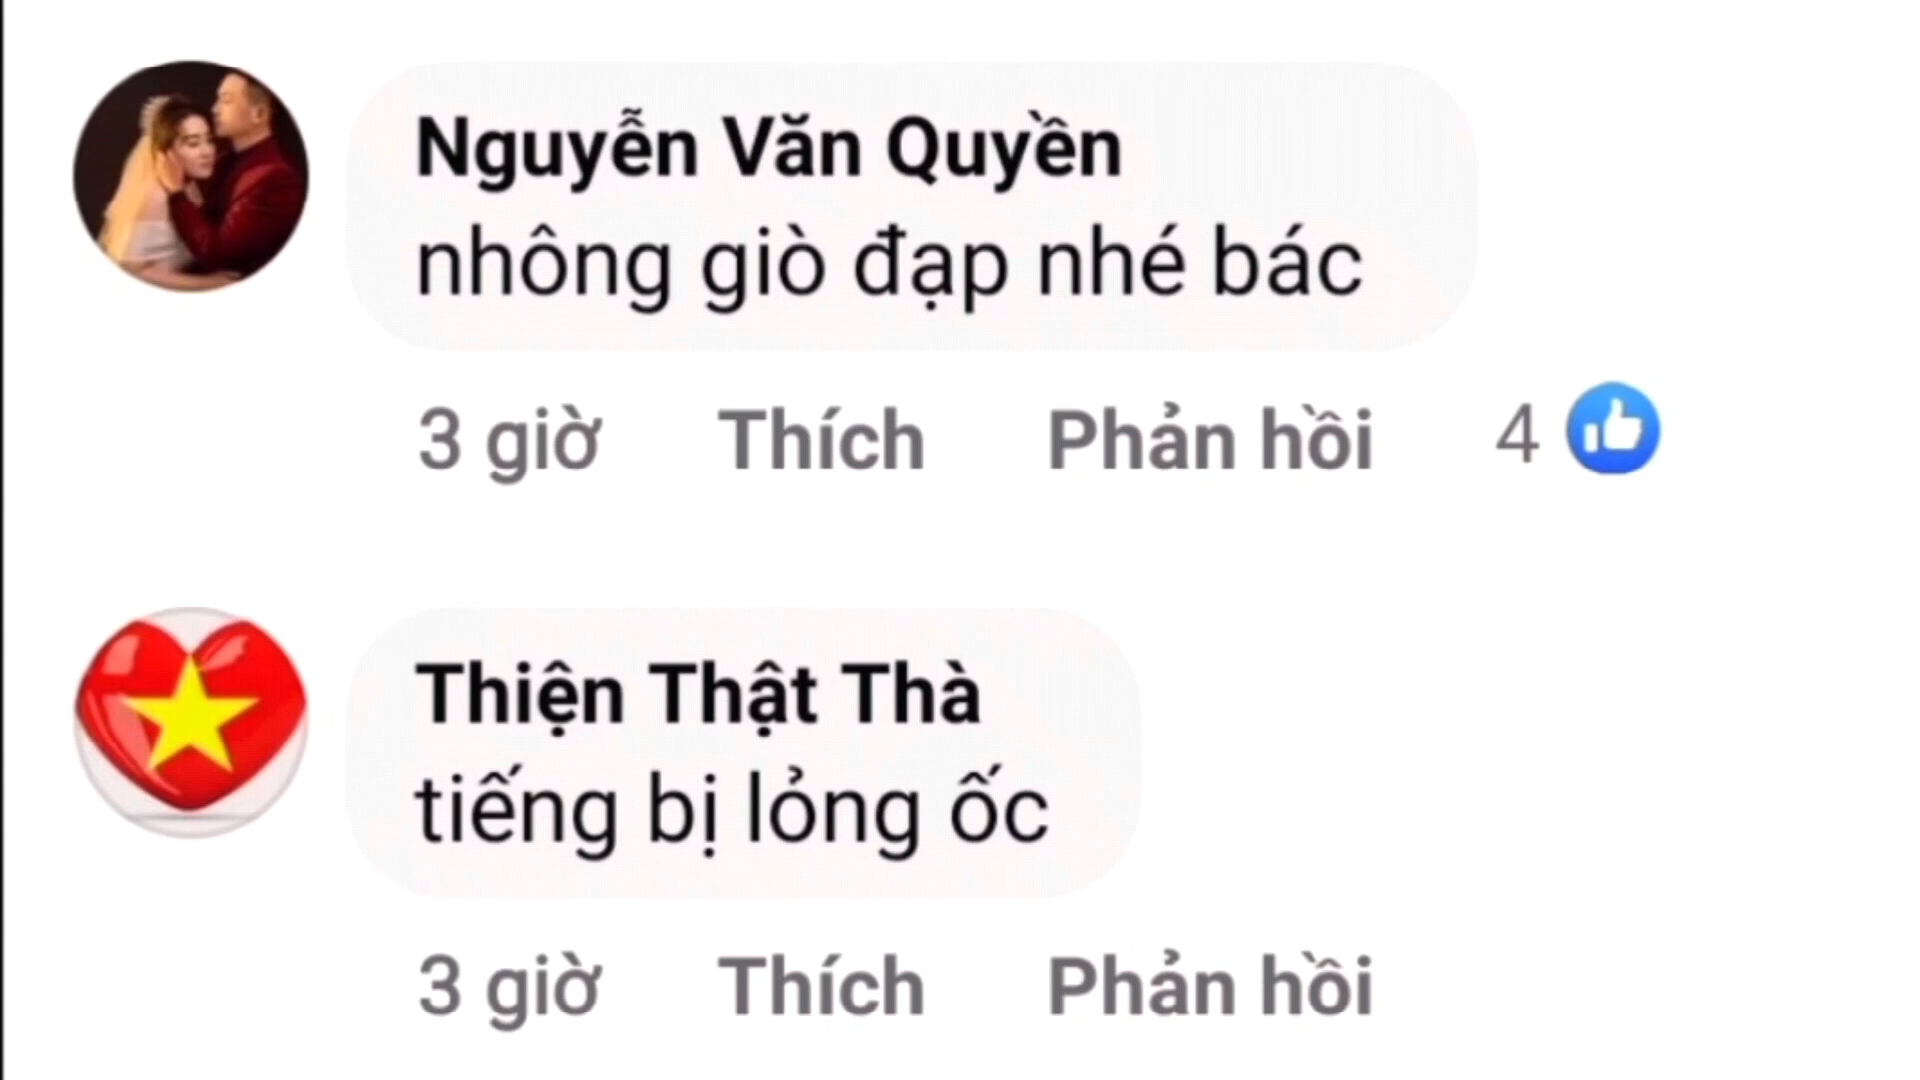 Nguyễn Văn Quyền
nhông giò đạp nhé bác
3 giờ Thích Phản hồi 4
Thiện Thật Thà
tiếng bị lỏng ốc
3 giờ Thích Phản hồi